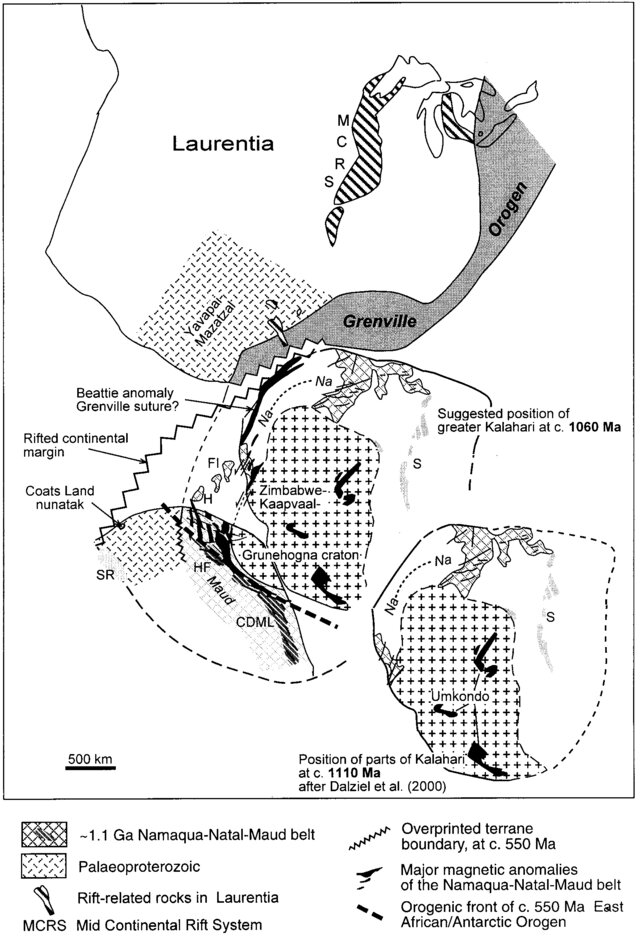 Laurentia
M
C
R
S
Orogen
Grenville
Yavapai-
Mazatzal
Beattie anomaly
Grenville suture?
Na
Na
Suggested position of
greater Kalahari at c. 1060 Ma
Rifted continental
margin
FI
S
H
Zimbabwe-
Kaapvaal-
Coats Land
nunatak
Grunehogna craton
SR
HF
Maud
CDML
Na
Na
S
Umkondo
500 km
Position of parts of Kalahari
at c. 1110 Ma
after Dalziel et al. (2000)
~1.1 Ga Namaqua-Natal-Maud belt
Palaeoproterozoic
Rift-related rocks in Laurentia
MCRS Mid Continental Rift System
Overprinted terrane
boundary, at c. 550 Ma
Major magnetic anomalies
of the Namaqua-Natal-Maud belt
Orogenic front of c. 550 Ma East
African/Antarctic Orogen